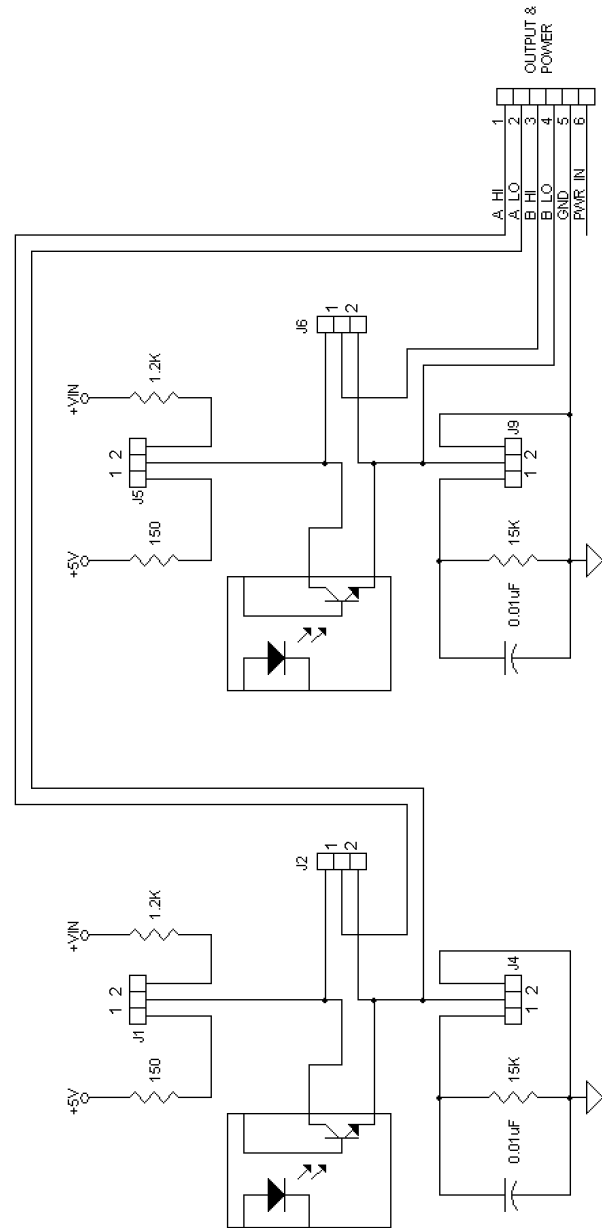 OUTPUT &
POWER
1
2
3
4
5
6
A HI
A LO
B HI
B LO
GND
PWR IN
+5V
150
+VIN
1.2K
J5
1 2
J6
1
2
J9
1 2
15K
0.01uF
+5V
150
+VIN
1.2K
J1
1 2
J2
1
2
J4
1 2
15K
0.01uF